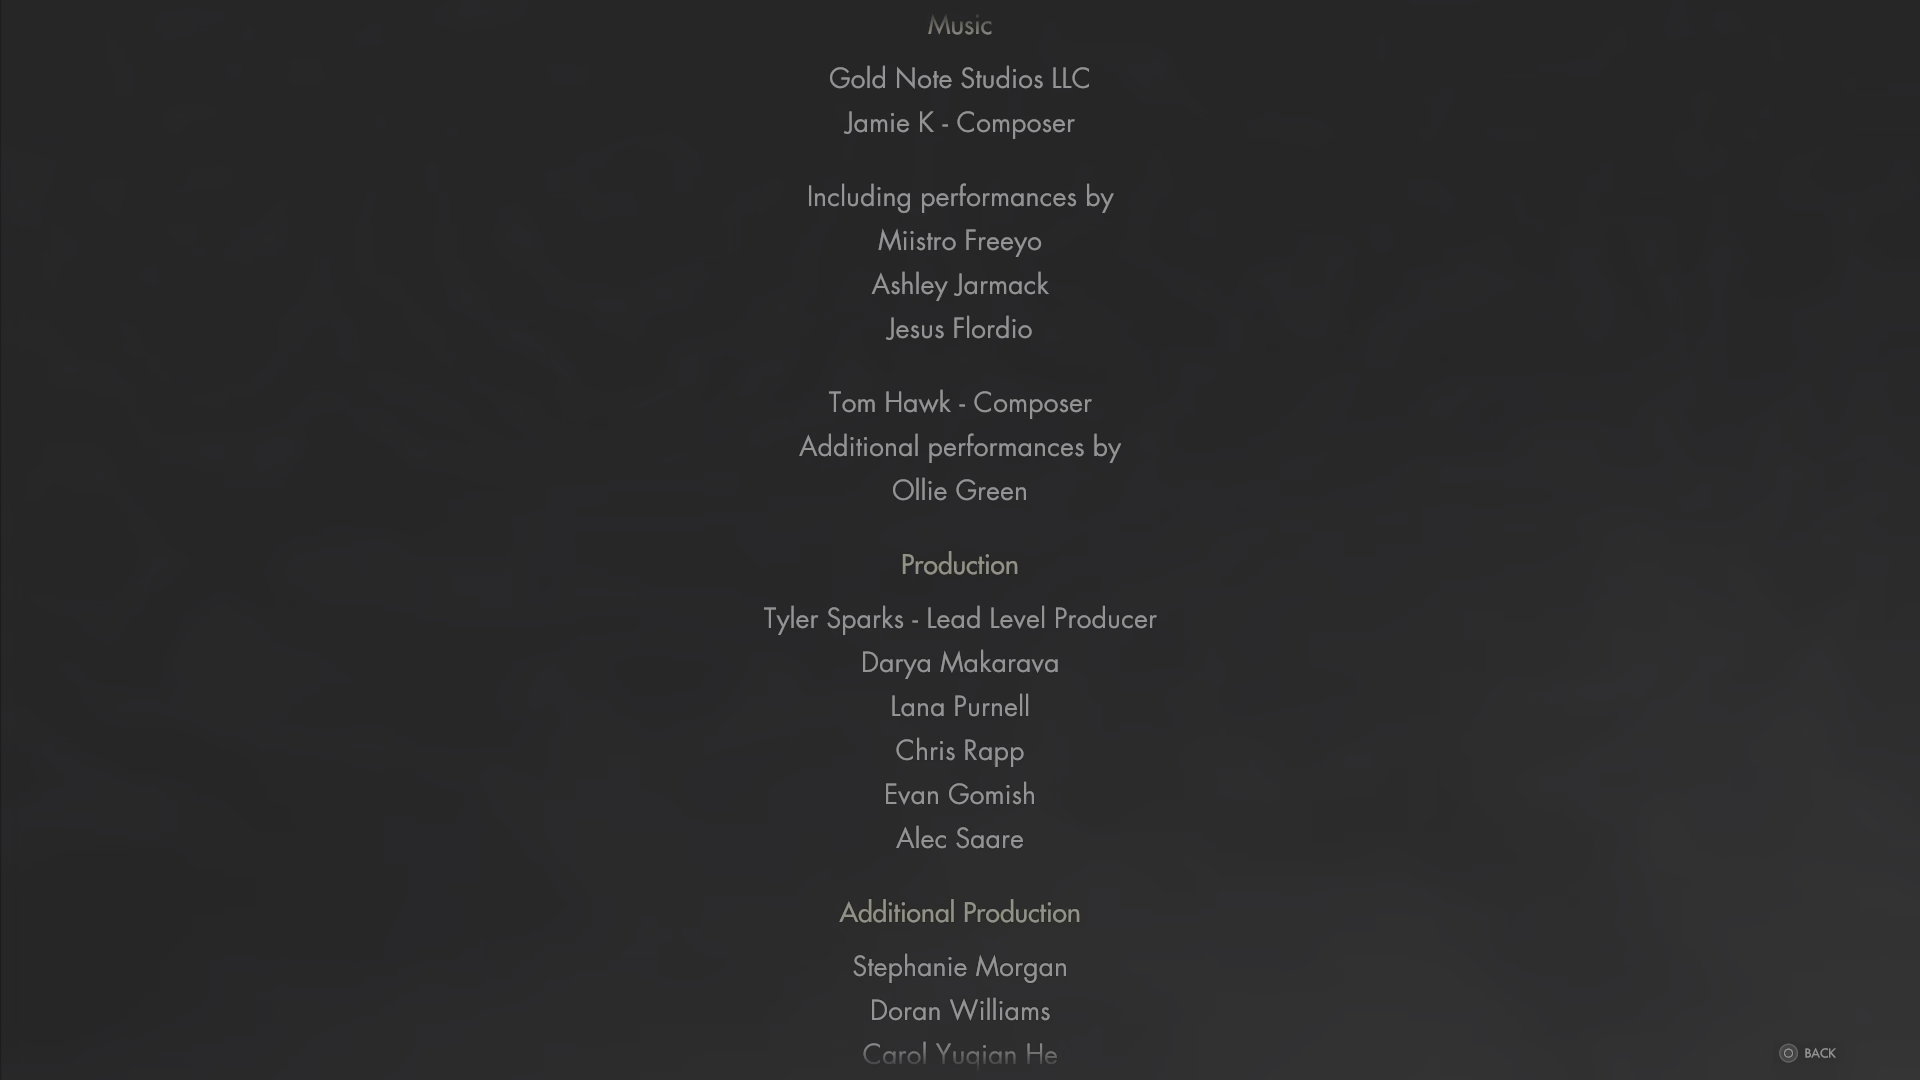 Music
Gold Note Studios LLC
Jamie K - Composer
Including performances by
Miistro Freeyo
Ashley Jarmack
Jesus Flordio
Tom Hawk - Composer
Additional performances by
Ollie Green
Production
Tyler Sparks - Lead Level Producer
Darya Makarava
Lana Purnell
Chris Rapp
Evan Gomish
Alec Saare
Additional Production
Stephanie Morgan
Doran Williams
Carol Yuqian He
BACK